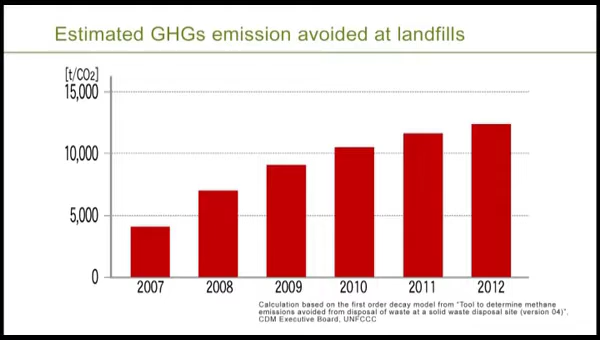 Estimated GHGs emission avoided at landfills
[t/CO2]
15,000
10,000
5,000
0
2007 2008 2009 2010 2011 2012
Calculation based on the first order decay model from "Tool to determine methane
emissions avoided from disposal of waste at a solid waste disposal site (version 04)",
CDM Executive Board, UNFCCC